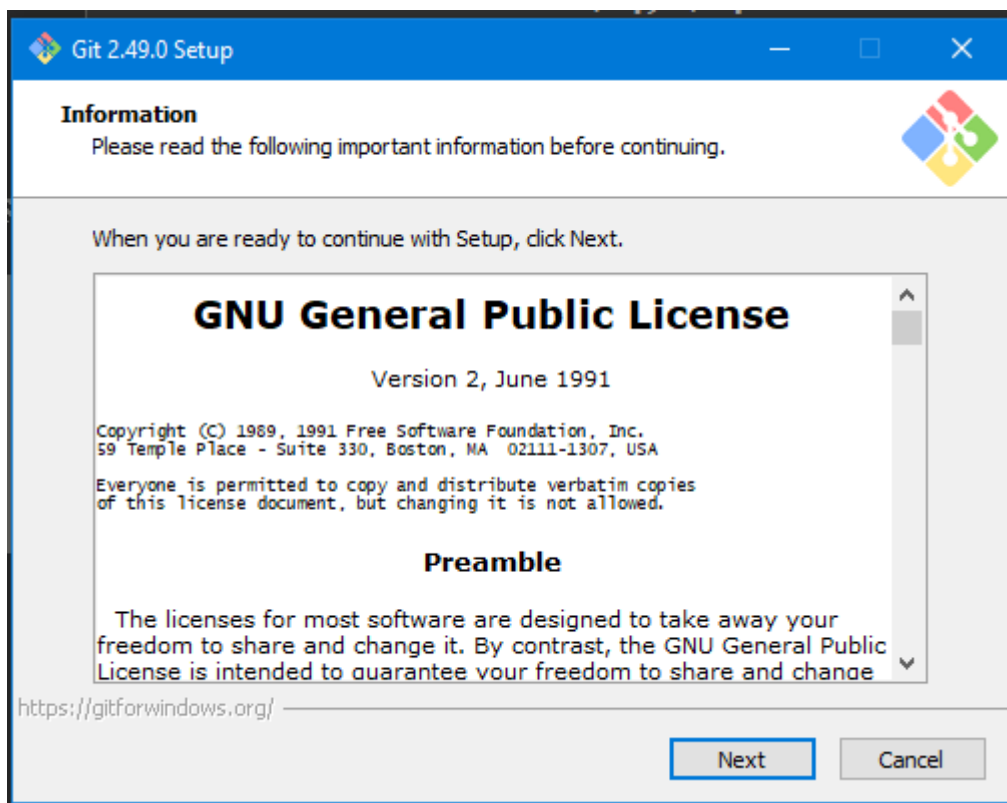 Git 2.49.0 Setup
Information
Please read the following important information before continuing.
When you are ready to continue with Setup, click Next.
GNU General Public License
Version 2, June 1991
Copyright (C) 1989, 1991 Free Software Foundation, Inc.
59 Temple Place - Suite 330, Boston, MA  02111-1307, USA
Everyone is permitted to copy and distribute verbatim copies
of this license document, but changing it is not allowed.
Preamble
The licenses for most software are designed to take away your
freedom to share and change it. By contrast, the GNU General Public
License is intended to guarantee your freedom to share and change
https://gitforwindows.org/
Next
Cancel